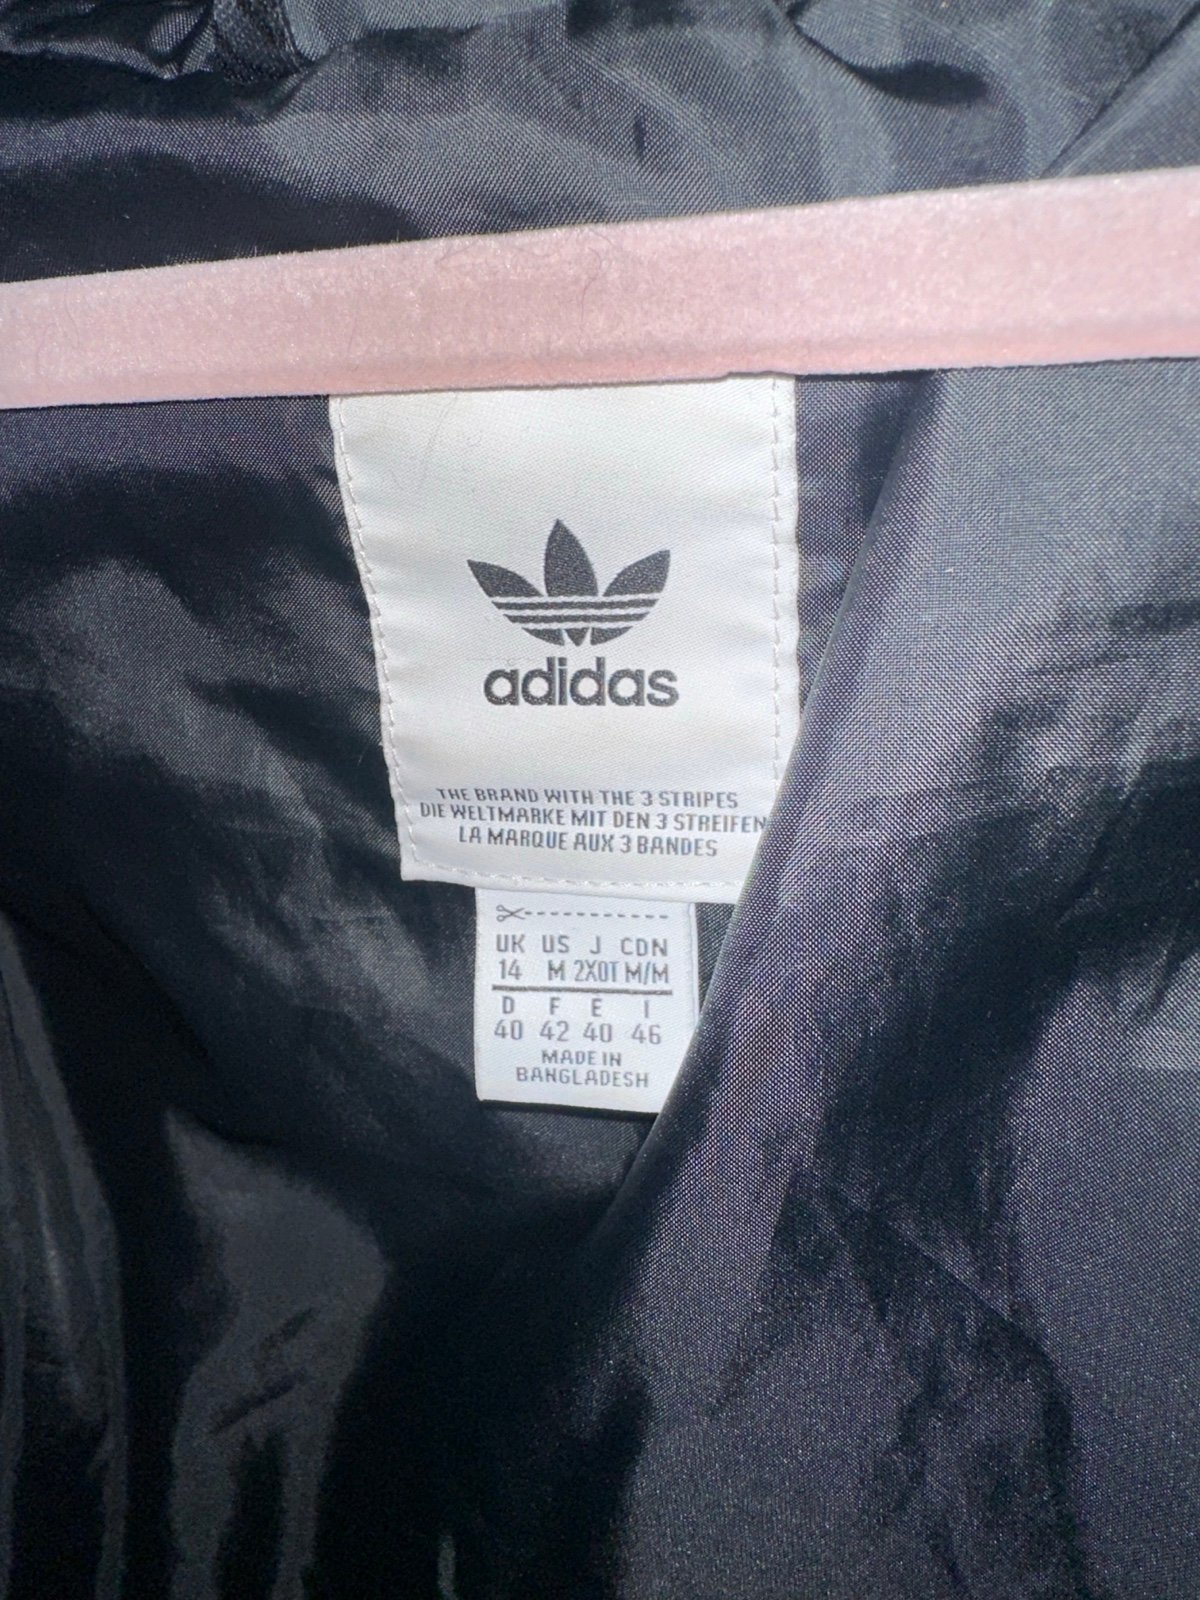 adidas
THE BRAND WITH THE 3 STRIPES
DIE WELTMARKE MIT DEN 3 STREIFEN
LA MARQUE AUX 3 BANDES
UK US J CDN
14 M 2XOT M/M
D F E I
40 42 40 46
MADE IN
BANGLADESH